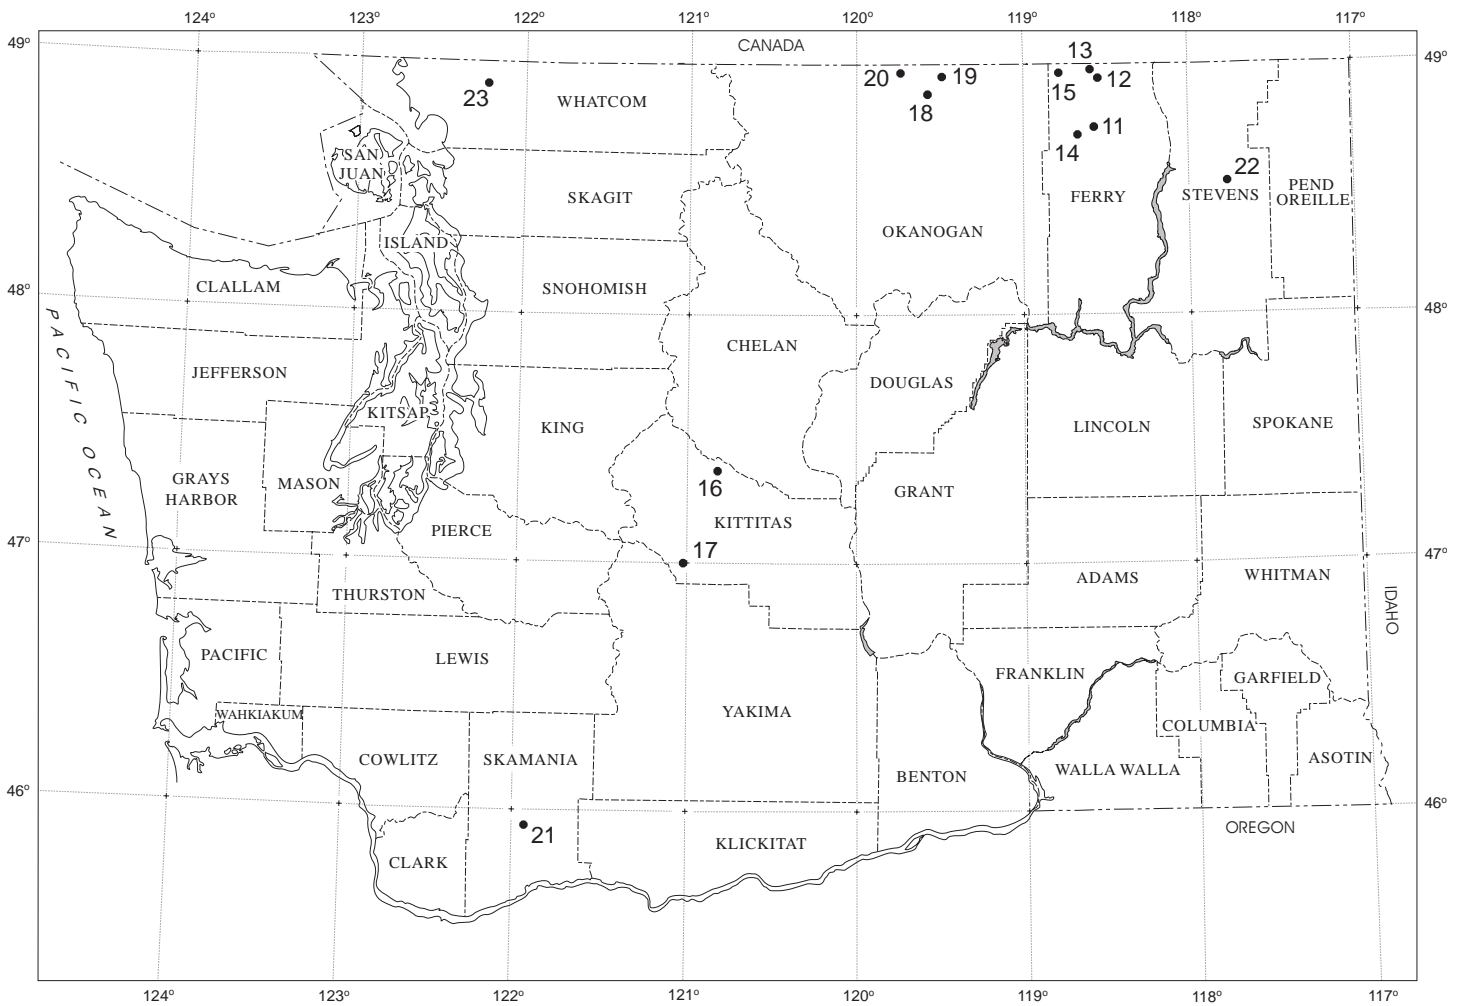 124° 123° 122° 121° 120° 119° 118° 117°
49°
49°
CANADA
13
20
19
12
15
23
18
WHATCOM
11
14
SAN
JUAN
22
SKAGIT
FERRY
STEVENS
PEND
OREILLE
OKANOGAN
ISLAND
CLALLAM
SNOHOMISH
48°
48°
CHELAN
JEFFERSON
DOUGLAS
KITSAP
KING
LINCOLN
SPOKANE
PACIFIC OCEAN
GRAYS
HARBOR
MASON
16
GRANT
PIERCE
KITTITAS
47°
17
47°
THURSTON
ADAMS
WHITMAN
IDAHO
PACIFIC
LEWIS
FRANKLIN
GARFIELD
WAHKIAKUM
YAKIMA
COLUMBIA
COWLITZ
SKAMANIA
BENTON
WALLA WALLA
ASOTIN
46°
46°
21
OREGON
CLARK
KLICKITAT
124° 123° 122° 121° 120° 119° 118° 117°